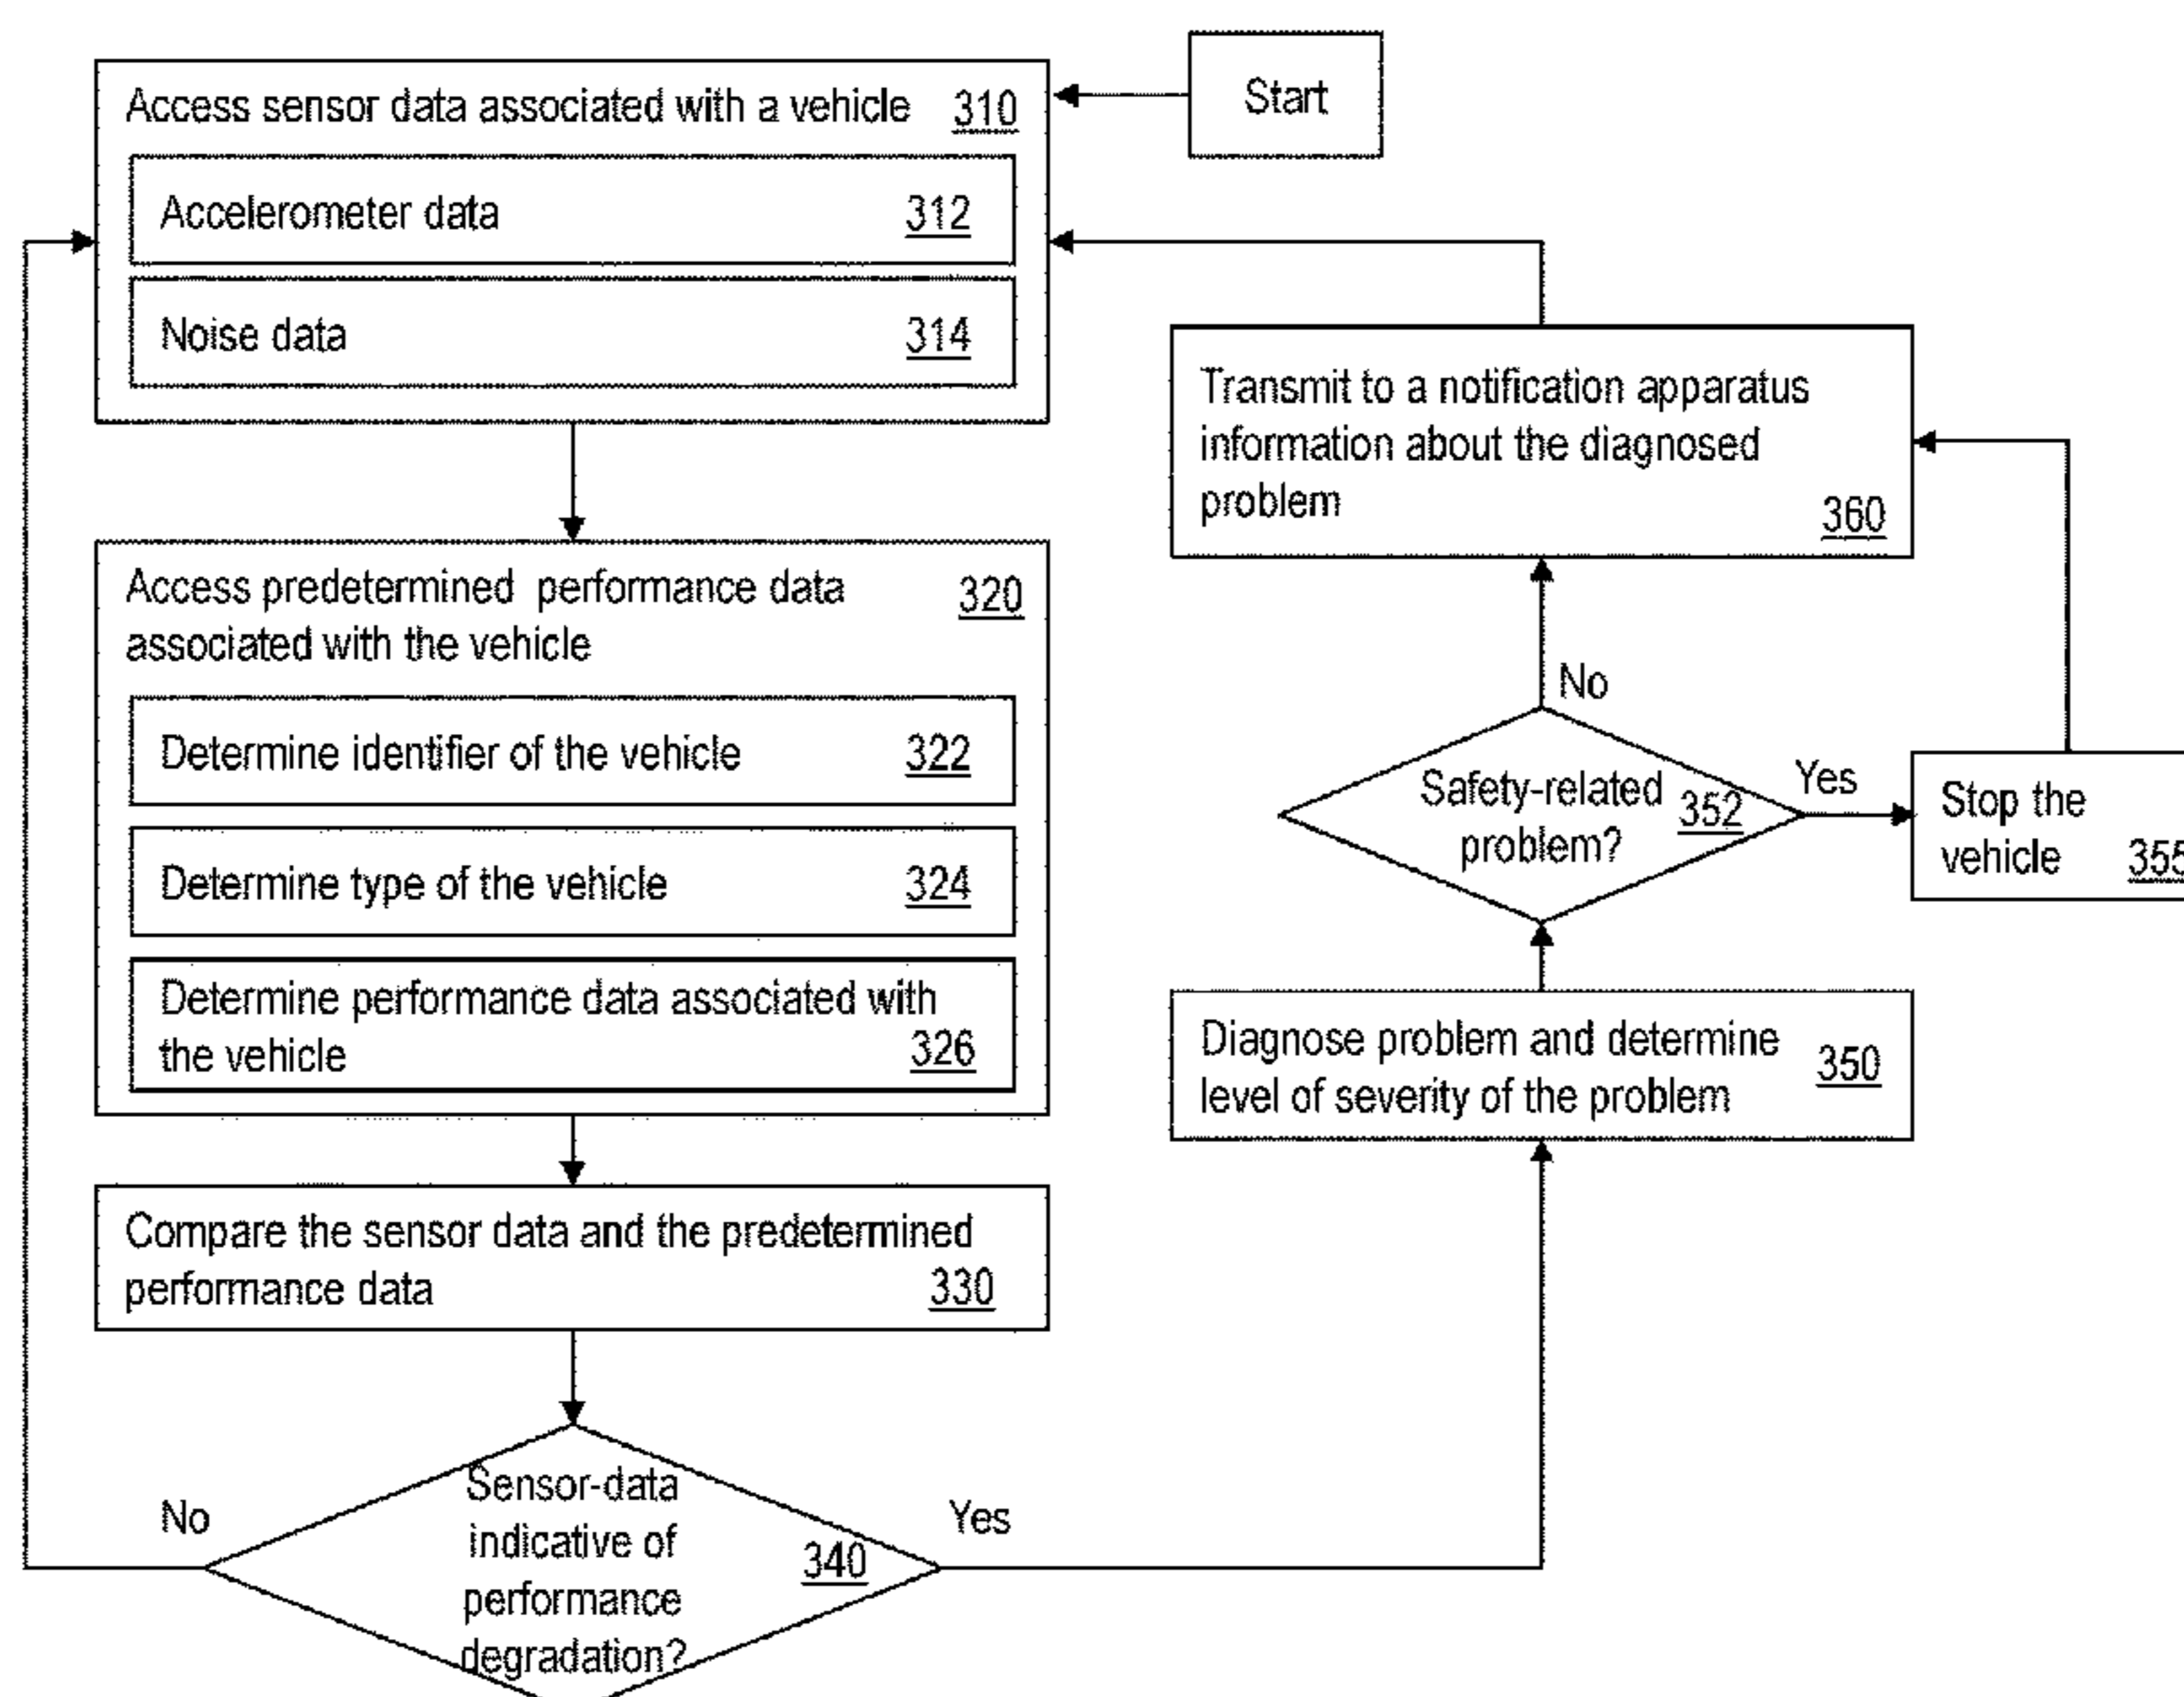 Start
Access sensor data associated with a vehicle 310
Accelerometer data 312
Noise data 314
Access predetermined performance data 320
associated with the vehicle
Determine identifier of the vehicle 322
Determine type of the vehicle 324
Determine performance data associated with
the vehicle 326
Compare the sensor data and the predetermined
performance data 330
Sensor-data
indicative of
performance
degradation?
340
No
Yes
Diagnose problem and determine
level of severity of the problem
350
Safety-related
problem?
352
No
Yes
Stop the
vehicle 355
Transmit to a notification apparatus
information about the diagnosed
problem
360